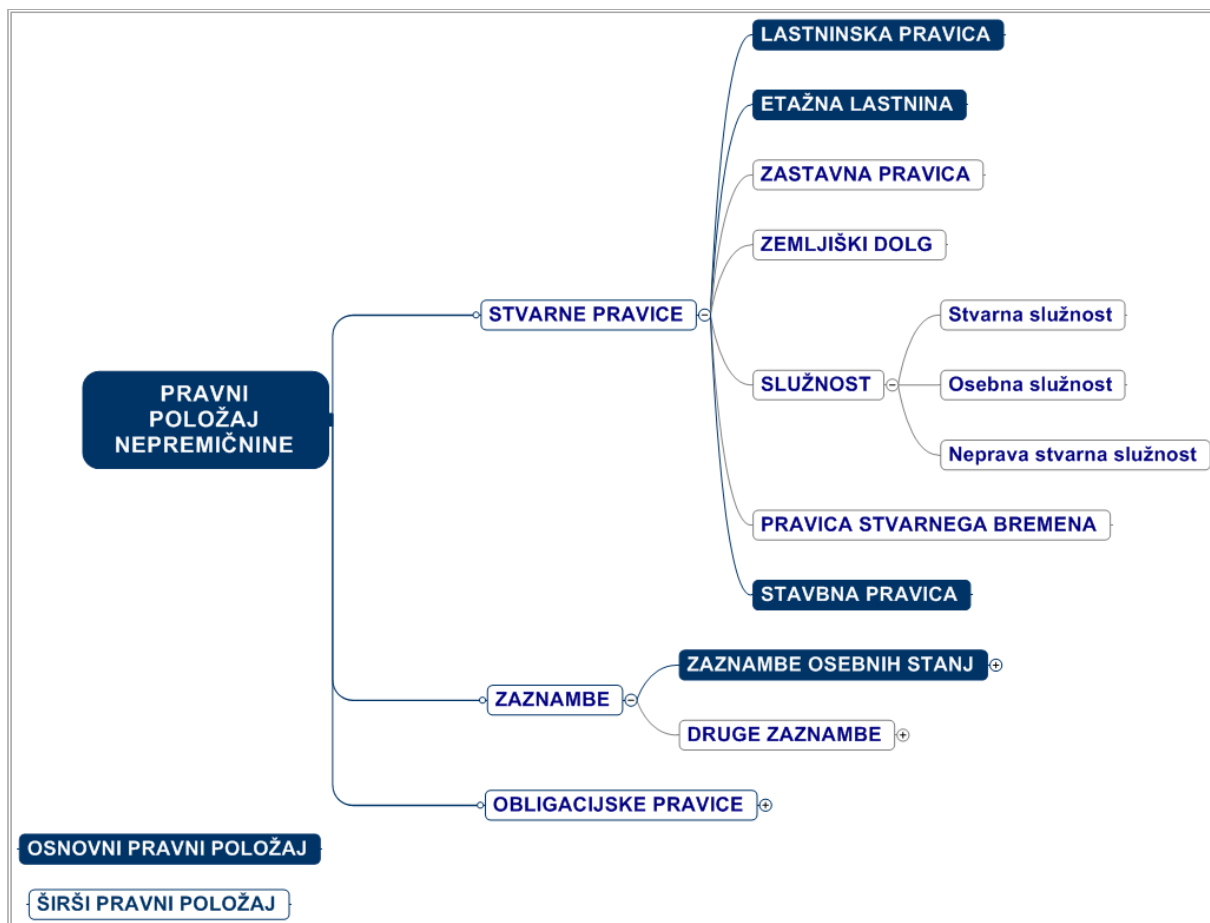 LASTNINSKA PRAVICA
ETAŽNA LASTNINA
ZASTAVNA PRAVICA
ZEMLJIŠKI DOLG
STVARNE PRAVICE
Stvarna služnost
SLUŽNOST
Osebna služnost
Neprava stvarna služnost
PRAVNI
POLOŽAJ
NEPREMIČNINE
PRAVICA STVARNEGA BREMENA
STAVBNA PRAVICA
ZAZNAMBE OSEBNIH STANJ
ZAZNAMBE
DRUGE ZAZNAMBE
OBLIGACIJSKE PRAVICE
OSNOVNI PRAVNI POLOŽAJ
ŠIRŠI PRAVNI POLOŽAJ